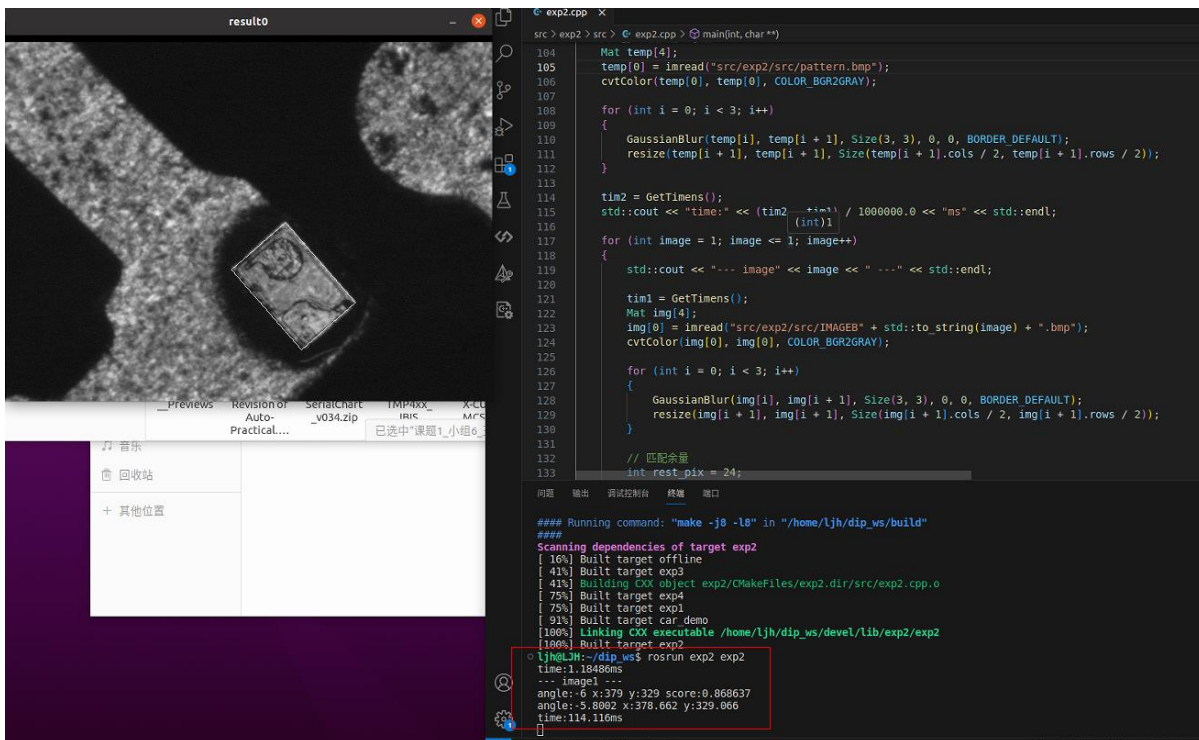 result0
exp2.cpp
src > exp2 > src > exp2.cpp > main(int, char **)
104 Mat temp[4];
105 temp[0] = imread("src/exp2/src/pattern.bmp");
106 cvtColor(temp[0], temp[0], COLOR_BGR2GRAY);
107
108 for (int i = 0; i < 3; i++)
109 {
110 GaussianBlur(temp[i], temp[i + 1], Size(3, 3), 0, 0, BORDER_DEFAULT);
111 resize(temp[i + 1], temp[i + 1], Size(temp[i + 1].cols / 2, temp[i + 1].rows / 2));
112 }
113
114 tim2 = GetTimens();
115 std::cout << "time:" << (tim2 - tim1) / 1000000.0 << "ms" << std::endl;
116
(int)1
117 for (int image = 1; image <= 1; image++)
118 {
119 std::cout << "--- image" << image << " ---" << std::endl;
120
121 tim1 = GetTimens();
122 Mat img[4];
123 img[0] = imread("src/exp2/src/IMAGEB" + std::to_string(image) + ".bmp");
124 cvtColor(img[0], img[0], COLOR_BGR2GRAY);
125
126 for (int i = 0; i < 3; i++)
127 {
128 GaussianBlur(img[i], img[i + 1], Size(3, 3), 0, 0, BORDER_DEFAULT);
129 resize(img[i + 1], img[i + 1], Size(img[i + 1].cols / 2, img[i + 1].rows / 2));
130 }
131
132 // 匹配余量
133 int rest_pix = 24;
__Previews Revision of SerialChart TMP4xx_ X-CU
Auto- _v034.zip IBIS MCS
Practical....
已选中"课题1_小组6_
音乐
回收站
+ 其他位置
问题 输出 调试控制台 终端 端口
#### Running command: "make -j8 -l8" in "/home/ljh/dip_ws/build"
####
Scanning dependencies of target exp2
[ 16%] Built target offline
[ 41%] Built target exp3
[ 41%] Building CXX object exp2/CMakeFiles/exp2.dir/src/exp2.cpp.o
[ 75%] Built target exp4
[ 75%] Built target exp1
[ 91%] Built target car_demo
[100%] Linking CXX executable /home/ljh/dip_ws/devel/lib/exp2/exp2
[100%] Built target exp2
ljh@LJH:~/dip_ws$ rosrun exp2 exp2
time:1.18486ms
--- image1 ---
angle:-6 x:379 y:329 score:0.868637
angle:-5.8002 x:378.662 y:329.066
time:114.116ms